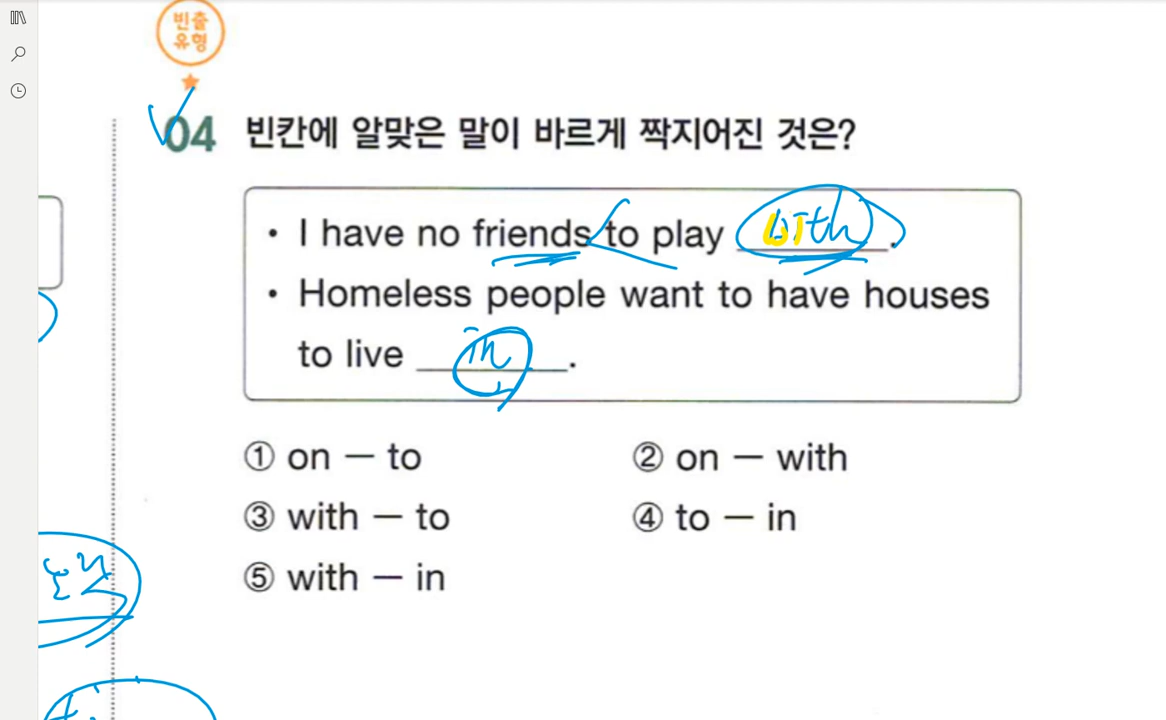 빈출
유형
04 빈칸에 알맞은 말이 바르게 짝지어진 것은?
• I have no friends to play with.
• Homeless people want to have houses
to live in.
① on — to ② on — with
③ with — to ④ to — in
⑤ with — in